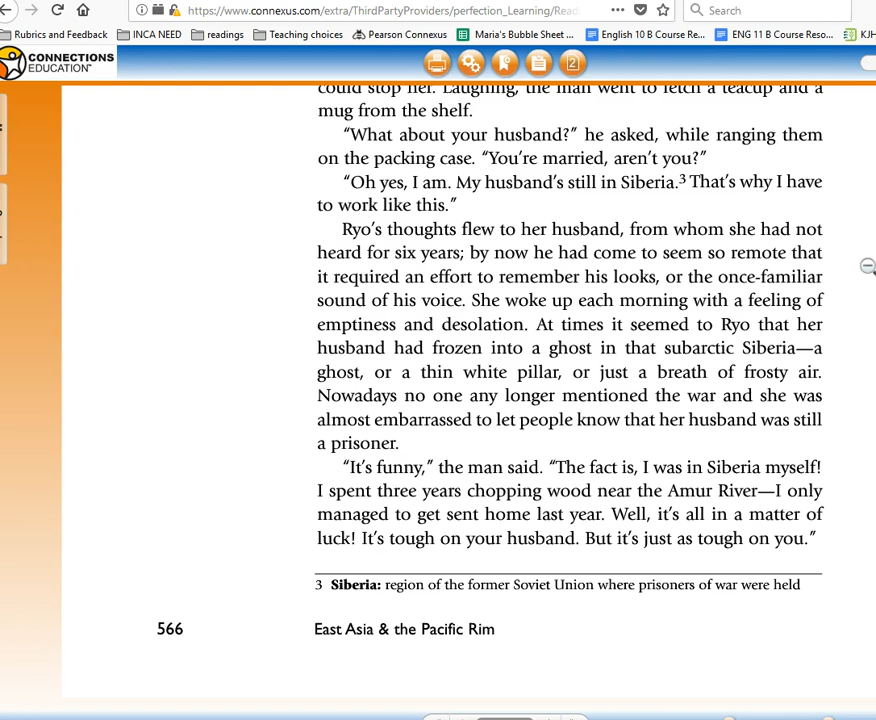 https://www.connexus.com/extra/ThirdPartyProviders/perfection_Learning/Read
Search
Rubrics and Feedback INCA NEED readings Teaching choices Pearson Connexus Maria's Bubble Sheet ... English 10 B Course Re... ENG 11 B Course Reso... KJH
CONNECTIONS
EDUCATION™
2
could stop her. Laughing, the man went to fetch a teacup and a
mug from the shelf.
“What about your husband?” he asked, while ranging them
on the packing case. “You’re married, aren’t you?”
“Oh yes, I am. My husband’s still in Siberia.³ That’s why I have
to work like this.”
Ryo’s thoughts flew to her husband, from whom she had not
heard for six years; by now he had come to seem so remote that
it required an effort to remember his looks, or the once-familiar
sound of his voice. She woke up each morning with a feeling of
emptiness and desolation. At times it seemed to Ryo that her
husband had frozen into a ghost in that subarctic Siberia—a
ghost, or a thin white pillar, or just a breath of frosty air.
Nowadays no one any longer mentioned the war and she was
almost embarrassed to let people know that her husband was still
a prisoner.
“It’s funny,” the man said. “The fact is, I was in Siberia myself!
I spent three years chopping wood near the Amur River—I only
managed to get sent home last year. Well, it’s all in a matter of
luck! It’s tough on your husband. But it’s just as tough on you.”
3 Siberia: region of the former Soviet Union where prisoners of war were held
566 East Asia & the Pacific Rim